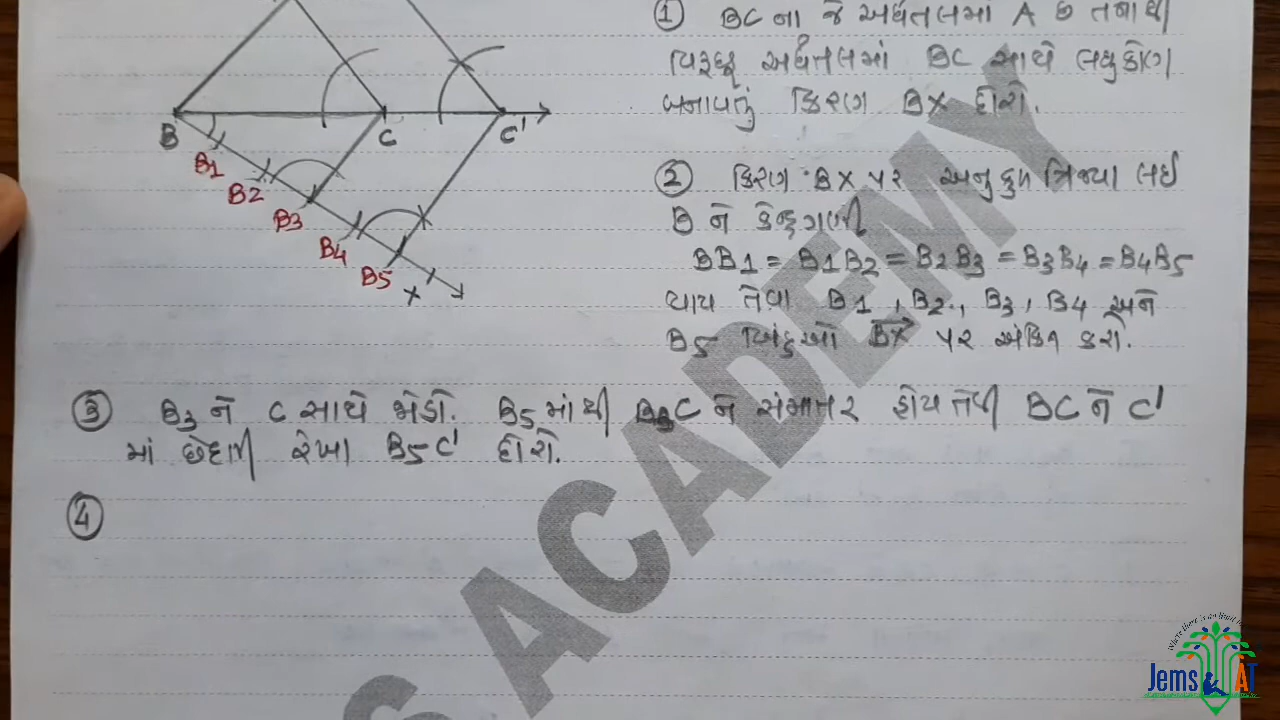 ① BC ના જે અર્ધતલમાં A છે તેનાથી
વિરૂધ્ધ અર્ધતલમાં BC સાથે લઘુકોણ
બનાવતું કિરણ BX દોરો.
B
C
C'
B1
B2
B3
B4
B5
X
② કિરણ BX પર અનુકુળ ત્રિજ્યા લઈ
B ને કેન્દ્ર ગણી
BB1 = B1B2 = B2B3 = B3B4 = B4B5
થાય તેવા B1 , B2 , B3 , B4 અને
B5 બિંદુઓ BX પર અંકિત કરો.
③ B3 ને C સાથે જોડો. B5 માંથી B3C ને સંમાતર હોય તેવી BC ને C'
માં છેદતી રેખા B5C' દોરો.
④
S ACADEMY
Jems & AT